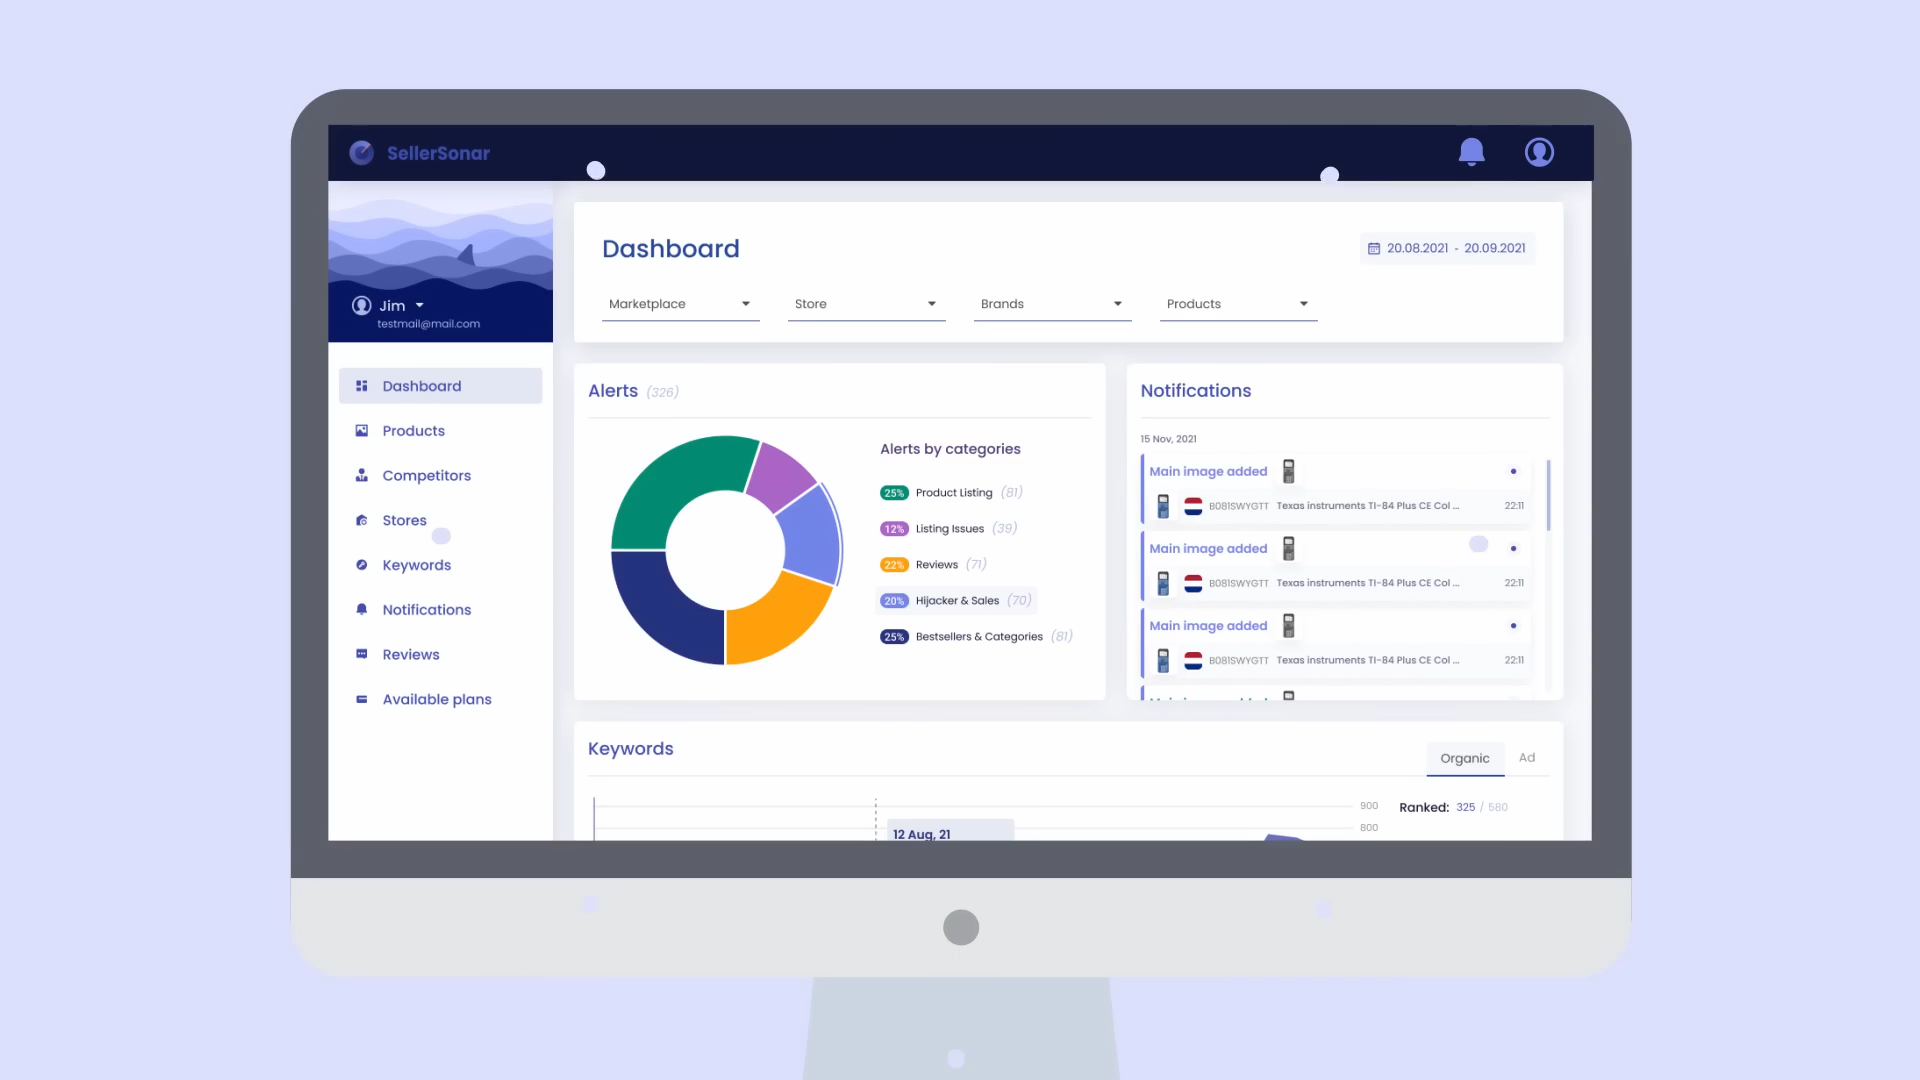 SellerSonar
Jim
testmail@mail.com
Dashboard
Products
Competitors
Stores
Keywords
Notifications
Reviews
Available plans
Dashboard
20.08.2021 - 20.09.2021
Marketplace
Store
Brands
Products
Alerts (326)
Alerts by categories
25% Product Listing (81)
12% Listing Issues (39)
22% Reviews (71)
20% Hijacker & Sales (70)
25% Bestsellers & Categories (81)
Notifications
15 Nov, 2021
Main image added
B081SWYGTT Texas instruments TI-84 Plus CE Col ... 22:11
Main image added
B081SWYGTT Texas instruments TI-84 Plus CE Col ... 22:11
Main image added
B081SWYGTT Texas instruments TI-84 Plus CE Col ... 22:11
Keywords
Organic
Ad
900
800
12 Aug, 21
Ranked: 325 / 580